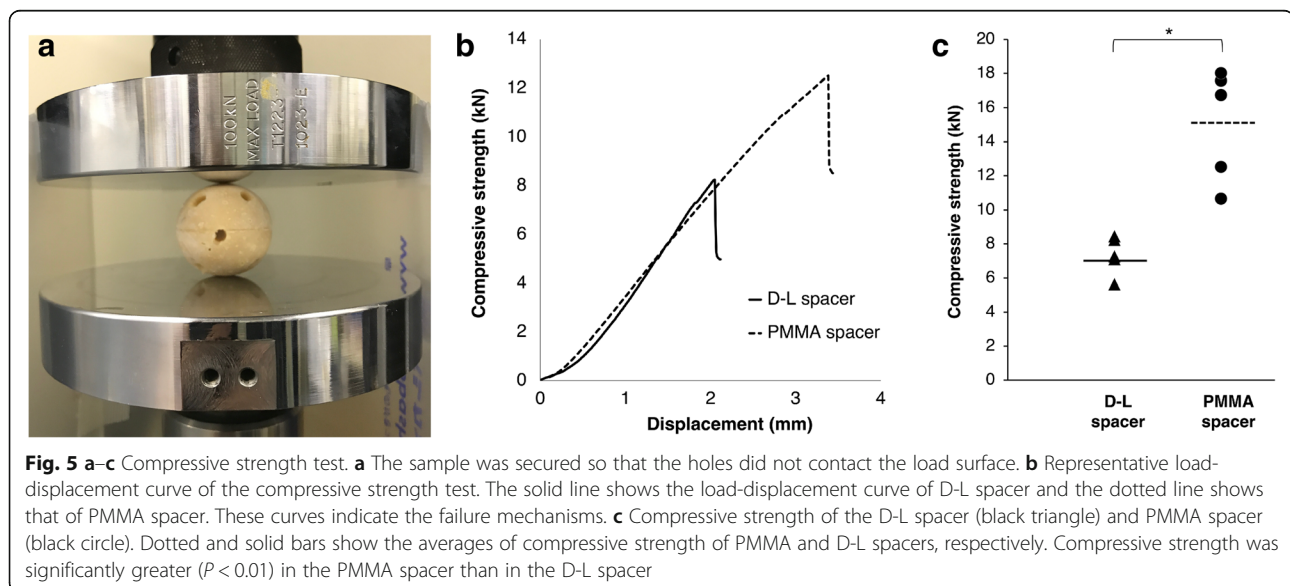 a
100kN
MAX LOAD
T1223
1023-E
b
Compressive strength (kN)
14
12
10
8
6
4
2
0
0 1 2 3 4
Displacement (mm)
D-L spacer
PMMA spacer
c
*
Compressive strength (kN)
20
18
16
14
12
10
8
6
4
2
0
D-L
spacer
PMMA
spacer
Fig. 5 a–c Compressive strength test. a The sample was secured so that the holes did not contact the load surface. b Representative load-
displacement curve of the compressive strength test. The solid line shows the load-displacement curve of D-L spacer and the dotted line shows
that of PMMA spacer. These curves indicate the failure mechanisms. c Compressive strength of the D-L spacer (black triangle) and PMMA spacer
(black circle). Dotted and solid bars show the averages of compressive strength of PMMA and D-L spacers, respectively. Compressive strength was
significantly greater (P < 0.01) in the PMMA spacer than in the D-L spacer